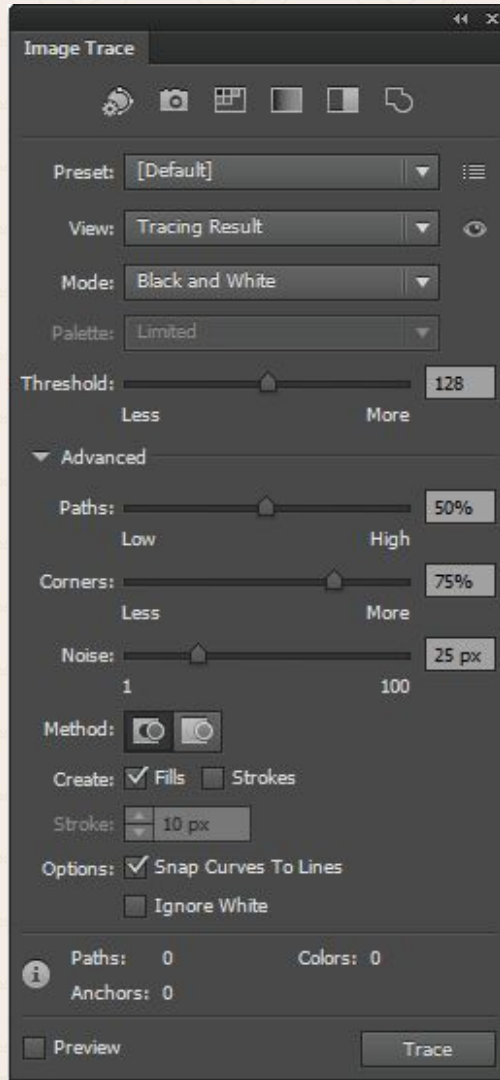 Image Trace
Preset: [Default]
View: Tracing Result
Mode: Black and White
Palette: Limited
Threshold: 128
Less More
Advanced
Paths: 50%
Low High
Corners: 75%
Less More
Noise: 25 px
1 100
Method:
Create: Fills Strokes
Stroke: 10 px
Options: Snap Curves To Lines
Ignore White
Paths: 0 Colors: 0
Anchors: 0
Preview Trace